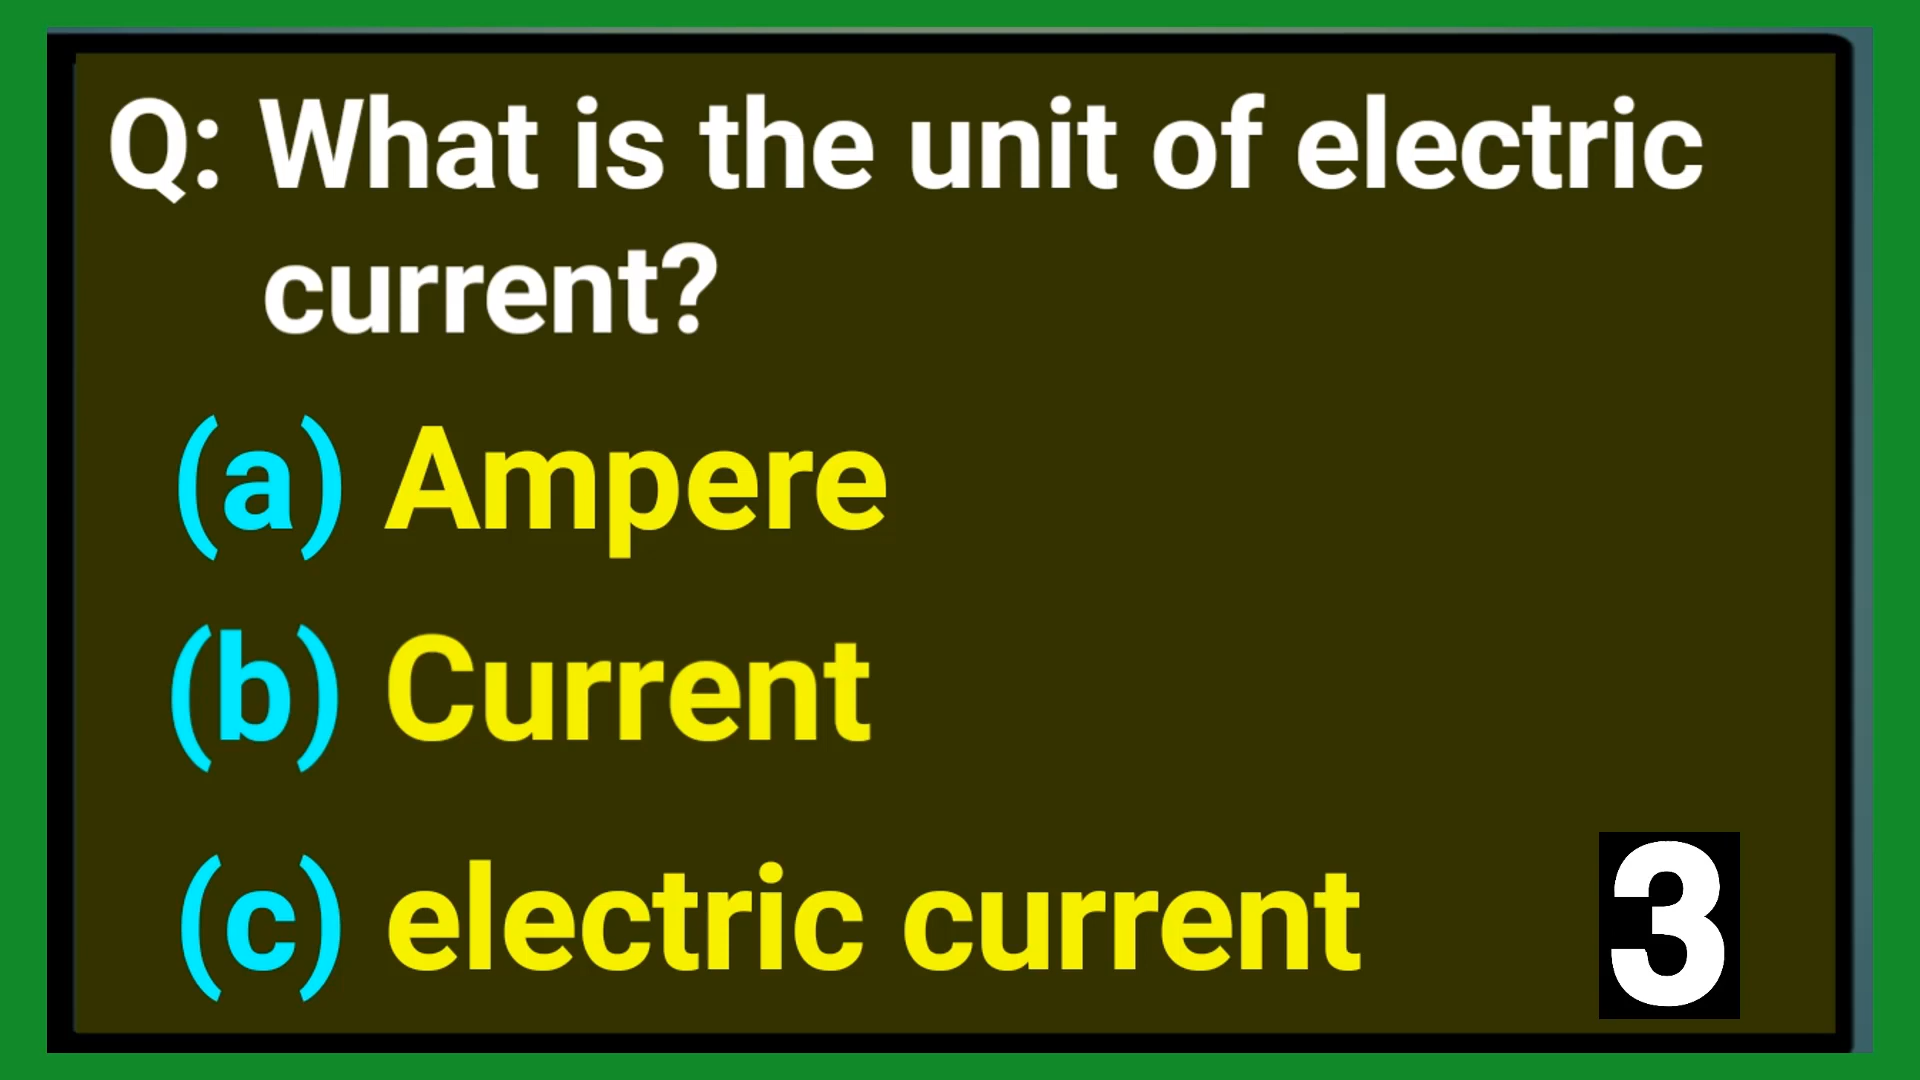 Q: What is the unit of electric
current?
(a) Ampere
(b) Current
(c) electric current
3